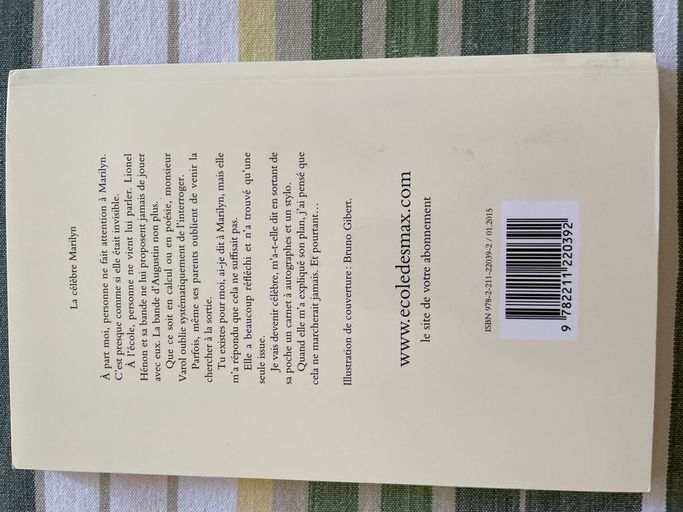 La célèbre Marilyn
À part moi, personne ne fait attention à Marilyn.
C'est presque comme si elle était invisible.
À l'école, personne ne vient lui parler. Lionel
Hénon et sa bande ne lui proposent jamais de jouer
avec eux. La bande d'Augustin non plus.
Que ce soit en calcul ou en poésie, monsieur
Varol oublie systématiquement de l'interroger.
Parfois, même ses parents oublient de venir la
chercher à la sortie.
Tu existes pour moi, ai-je dit à Marilyn, mais elle
m'a répondu que cela ne suffisait pas.
Elle a beaucoup réfléchi et n'a trouvé qu'une
seule issue.
Je vais devenir célèbre, m'a-t-elle dit en sortant de
sa poche un carnet à autographes et un stylo.
Quand elle m'a expliqué son plan, j'ai pensé que
cela ne marcherait jamais. Et pourtant…
Illustration de couverture : Bruno Gibert.
www.ecoledesmax.com
le site de votre abonnement
ISBN 978-2-211-22039-2 / 01.2015
9 782211 220392